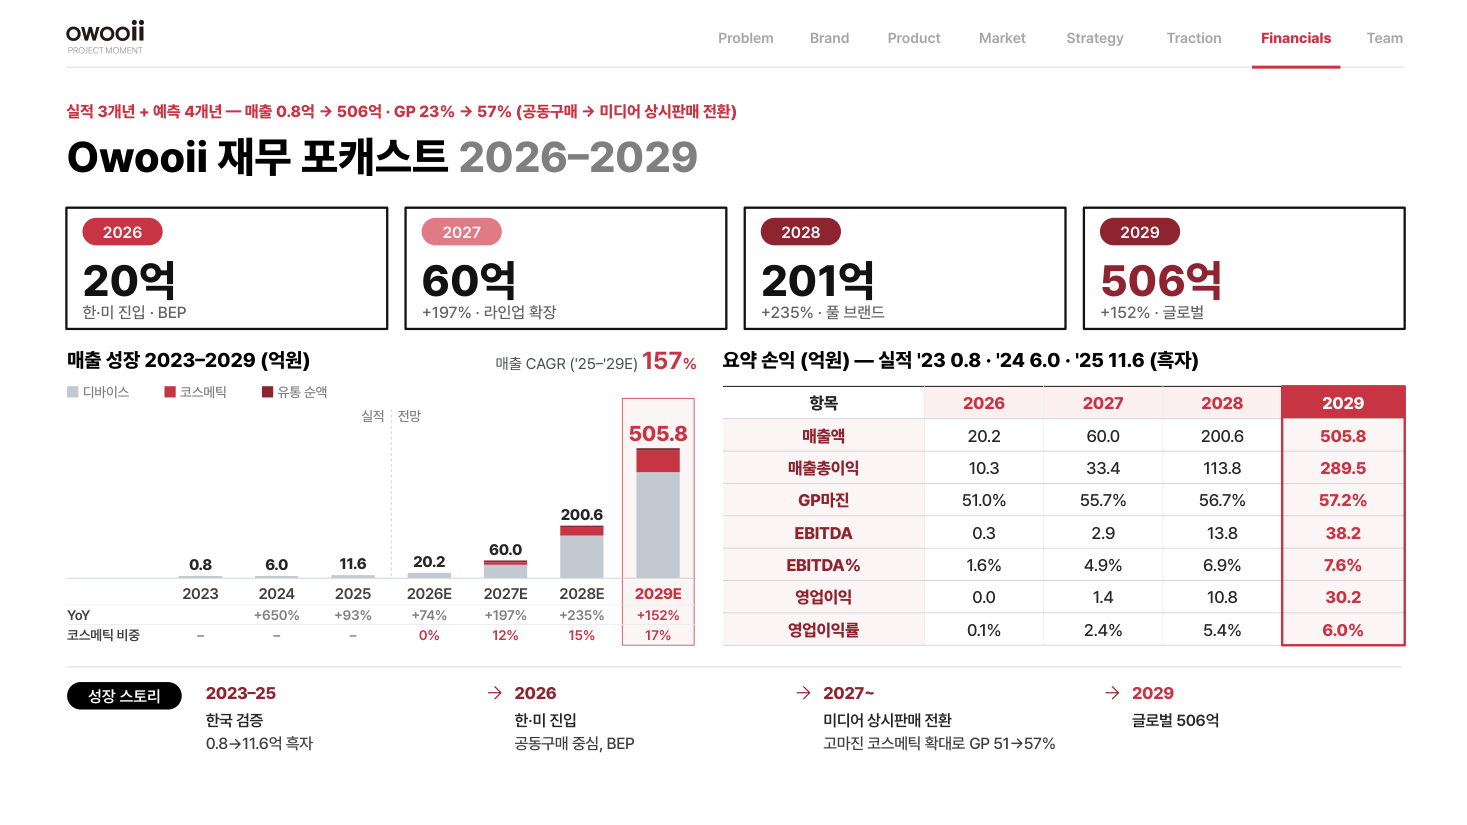 owooii
PROJECT MOMENT
Problem Brand Product Market Strategy Traction Financials Team
실적 3개년 + 예측 4개년 — 매출 0.8억 → 506억 · GP 23% → 57% (공동구매 → 미디어 상시판매 전환)
Owooii 재무 포캐스트 2026–2029
2026
20억
한·미 진입 · BEP
2027
60억
+197% · 라인업 확장
2028
201억
+235% · 풀 브랜드
2029
506억
+152% · 글로벌
매출 성장 2023–2029 (억원)
매출 CAGR ('25–'29E) 157%
디바이스 코스메틱 유통 순액
실적 전망
0.8 6.0 11.6 20.2 60.0 200.6 505.8
2023 2024 2025 2026E 2027E 2028E 2029E
YoY +650% +93% +74% +197% +235% +152%
코스메틱 비중 – – – 0% 12% 15% 17%
요약 손익 (억원) — 실적 '23 0.8 · '24 6.0 · '25 11.6 (흑자)
항목 2026 2027 2028 2029
매출액 20.2 60.0 200.6 505.8
매출총이익 10.3 33.4 113.8 289.5
GP마진 51.0% 55.7% 56.7% 57.2%
EBITDA 0.3 2.9 13.8 38.2
EBITDA% 1.6% 4.9% 6.9% 7.6%
영업이익 0.0 1.4 10.8 30.2
영업이익률 0.1% 2.4% 5.4% 6.0%
성장 스토리
2023–25
한국 검증
0.8→11.6억 흑자
→ 2026
한·미 진입
공동구매 중심, BEP
→ 2027~
미디어 상시판매 전환
고마진 코스메틱 확대로 GP 51→57%
→ 2029
글로벌 506억